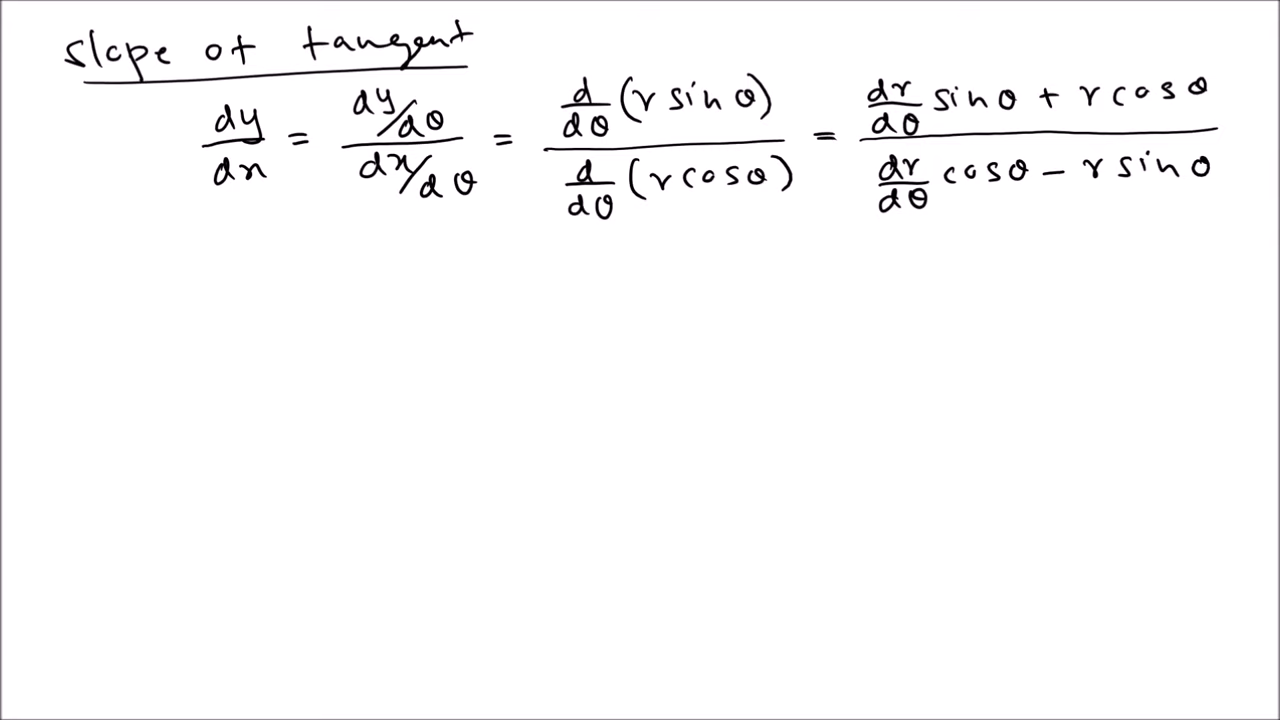 slope of tangent
dy/dx = (dy/dθ)/(dx/dθ) = (d/dθ (r sin θ))/(d/dθ (r cos θ)) = (dr/dθ sin θ + r cos θ)/(dr/dθ cos θ − r sin θ)